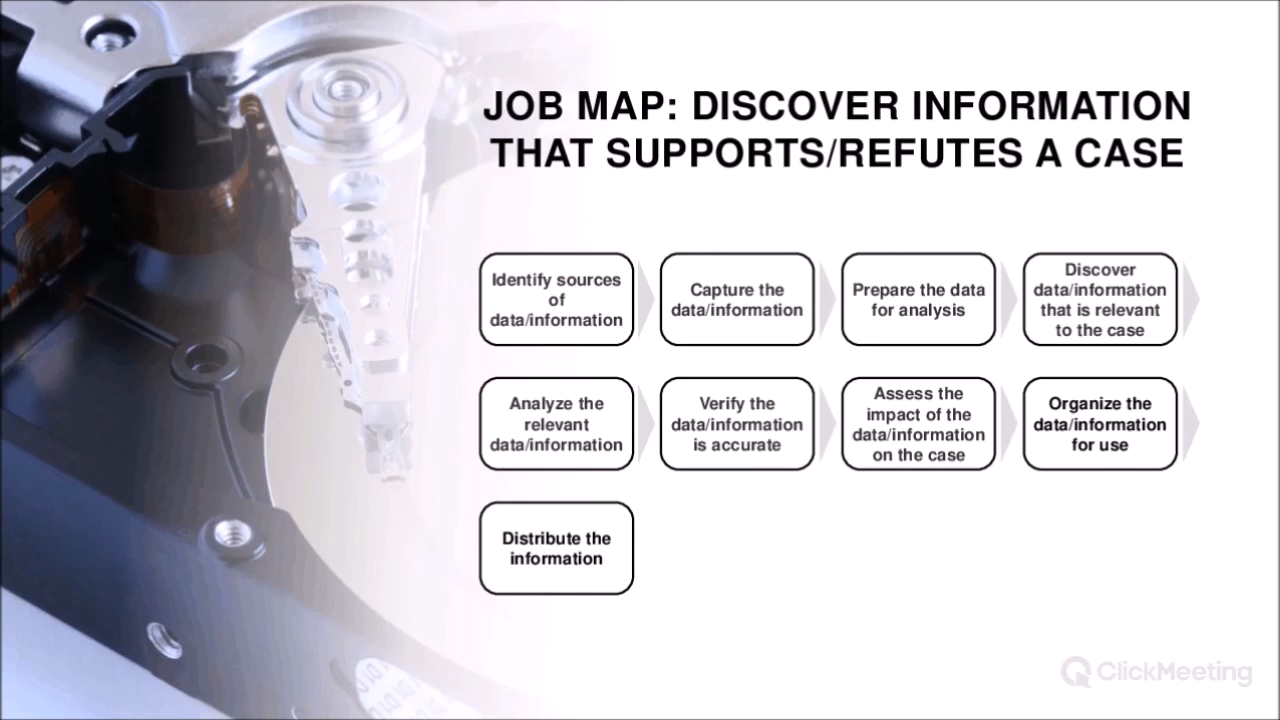 JOB MAP: DISCOVER INFORMATION
THAT SUPPORTS/REFUTES A CASE
Identify sources
of
data/information
Capture the
data/information
Prepare the data
for analysis
Discover
data/information
that is relevant
to the case
Analyze the
relevant
data/information
Verify the
data/information
is accurate
Assess the
impact of the
data/information
on the case
Organize the
data/information
for use
Distribute the
information
ClickMeeting